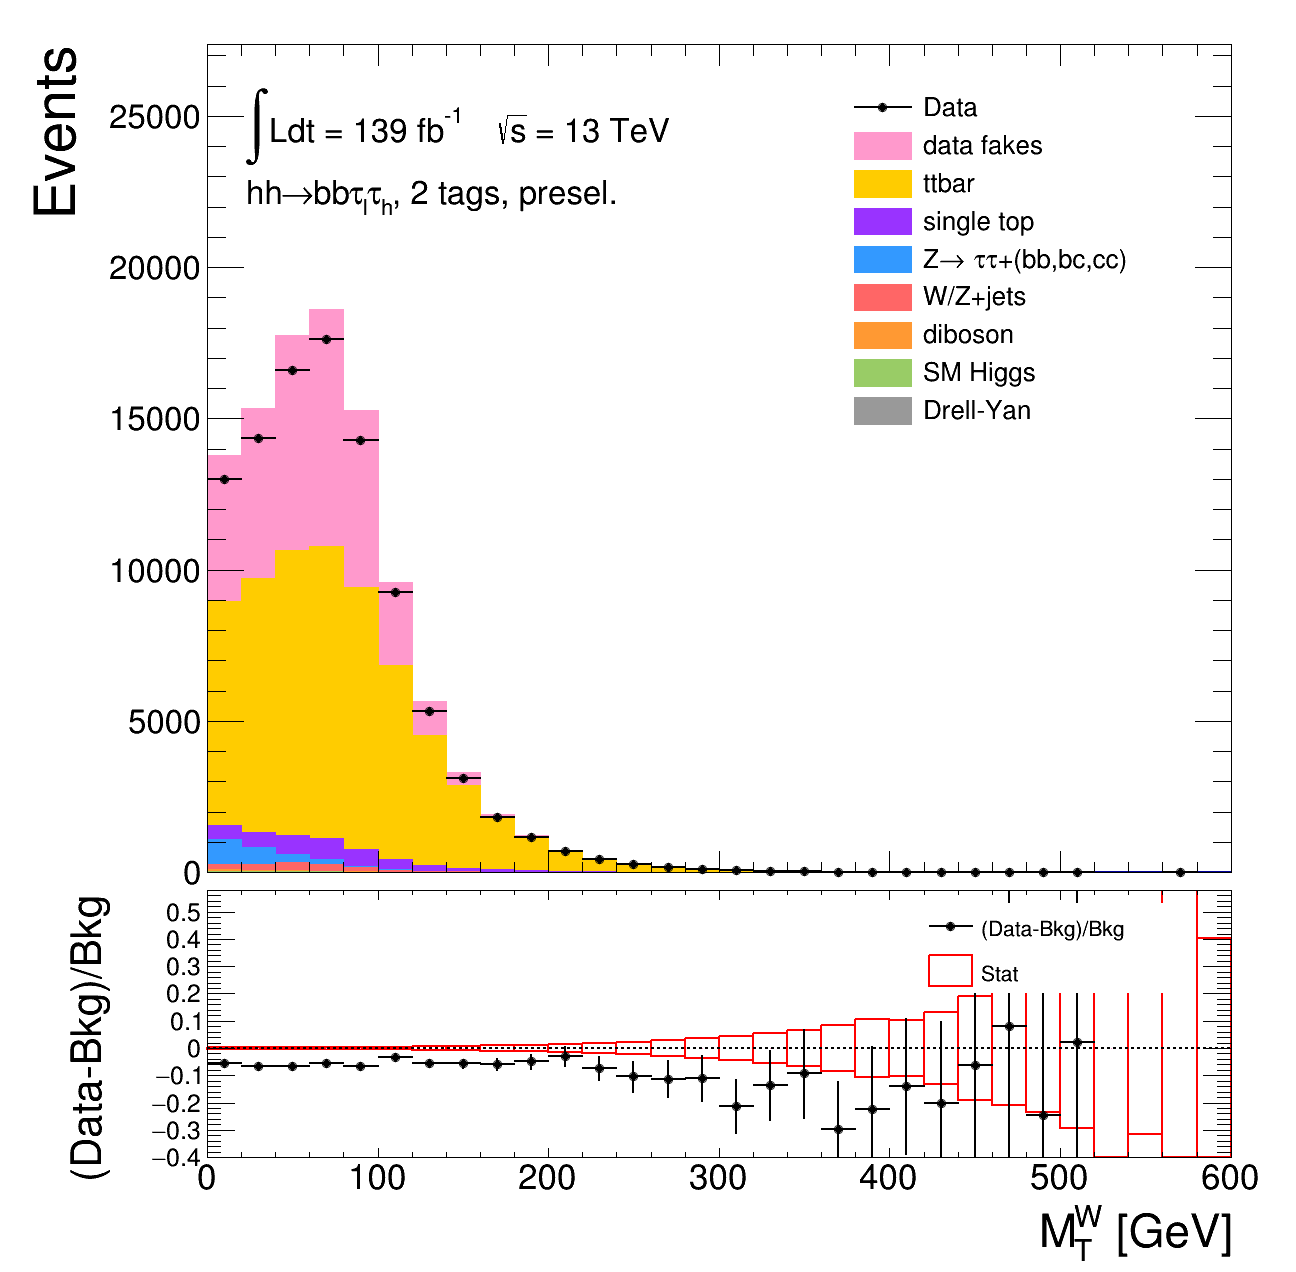 Events
25000
20000
15000
10000
5000
0
∫Ldt = 139 fb⁻¹ √s = 13 TeV
hh→bbτ_lτ_h, 2 tags, presel.
Data
data fakes
ttbar
single top
Z→ ττ+(bb,bc,cc)
W/Z+jets
diboson
SM Higgs
Drell-Yan
(Data-Bkg)/Bkg
0.5
0.4
0.3
0.2
0.1
0
−0.1
−0.2
−0.3
−0.4
(Data-Bkg)/Bkg
Stat
0 100 200 300 400 500 600
M_T^W [GeV]